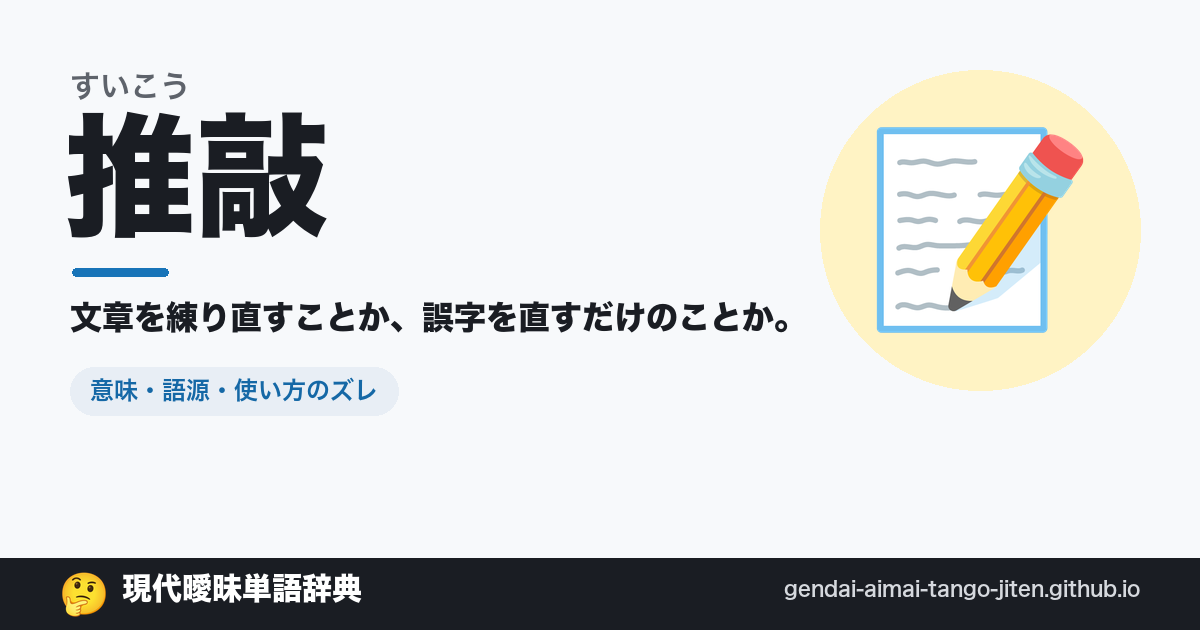 すいこう
推敲
文章を練り直すことか、誤字を直すだけのことか。
意味・語源・使い方のズレ
現代曖昧単語辞典
gendai-aimai-tango-jiten.github.io